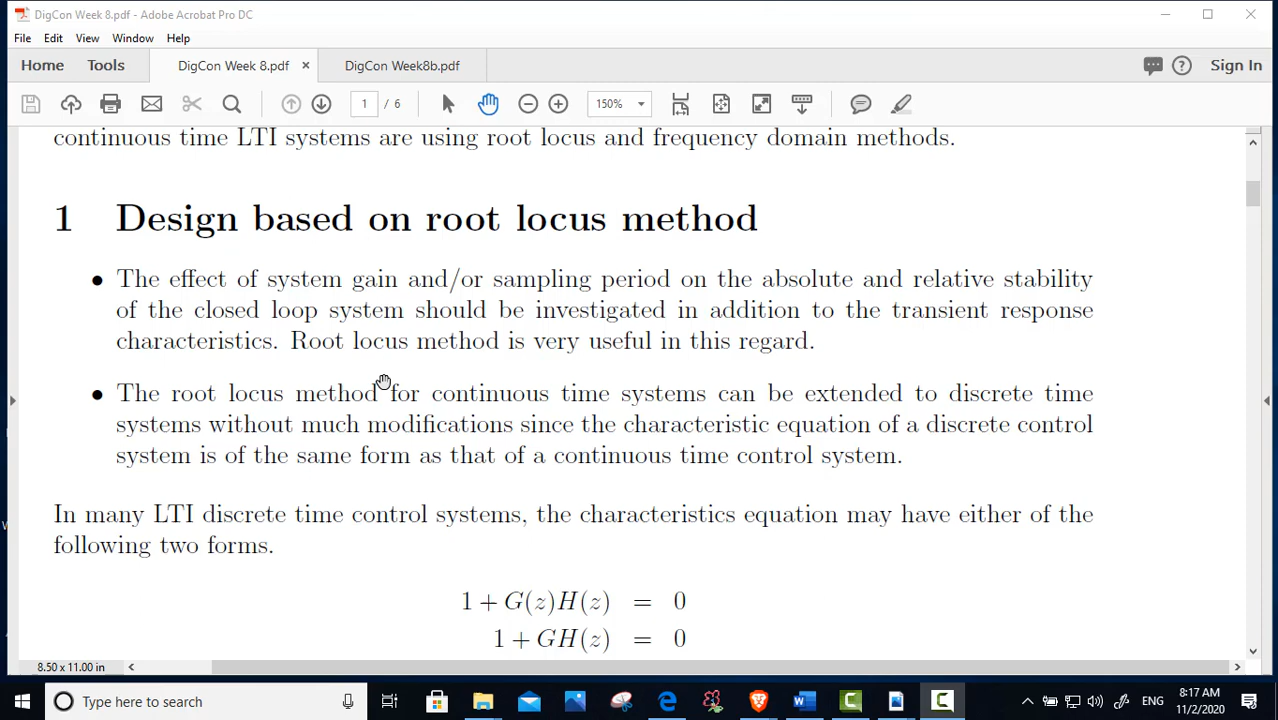 DigCon Week 8.pdf - Adobe Acrobat Pro DC
File Edit View Window Help
Home Tools DigCon Week 8.pdf × DigCon Week8b.pdf Sign In
1 / 6 150%
continuous time LTI systems are using root locus and frequency domain methods.
1 Design based on root locus method
• The effect of system gain and/or sampling period on the absolute and relative stability
of the closed loop system should be investigated in addition to the transient response
characteristics. Root locus method is very useful in this regard.
• The root locus method for continuous time systems can be extended to discrete time
systems without much modifications since the characteristic equation of a discrete control
system is of the same form as that of a continuous time control system.
In many LTI discrete time control systems, the characteristics equation may have either of the
following two forms.
1 + G(z)H(z) = 0
1 + GH(z) = 0
8.50 x 11.00 in
Type here to search
ENG
8:17 AM
11/2/2020